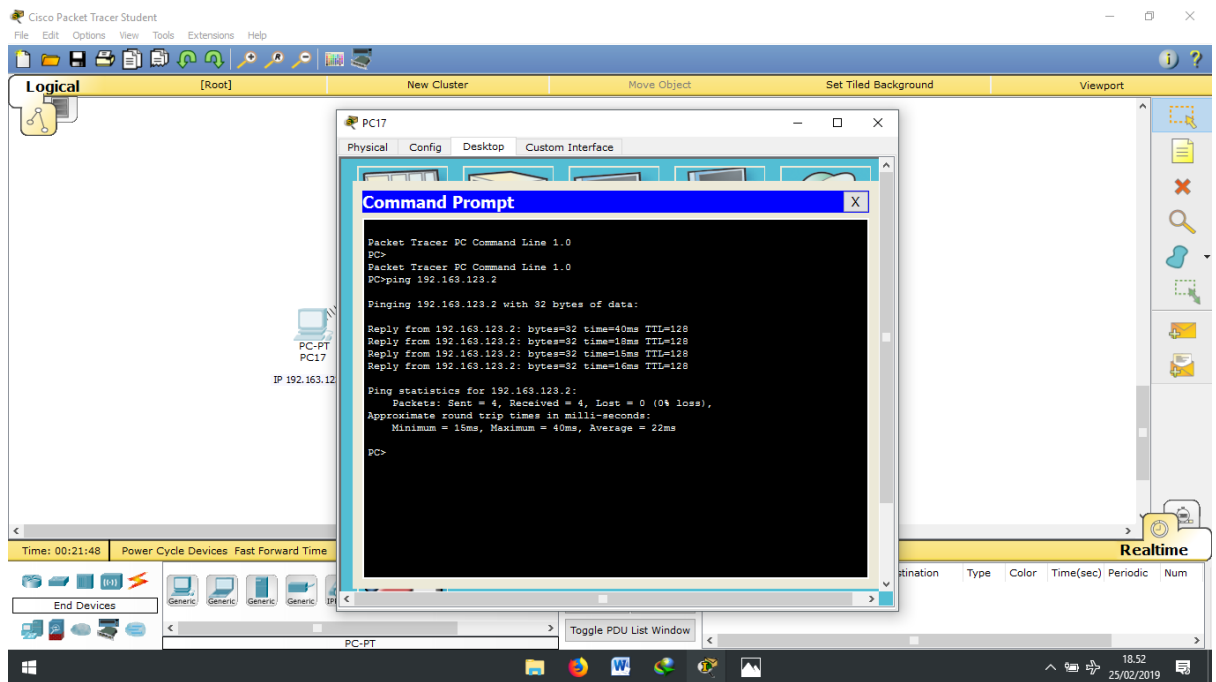 Cisco Packet Tracer Student
File Edit Options View Tools Extensions Help
Logical [Root] New Cluster Move Object Set Tiled Background Viewport
PC17
Physical Config Desktop Custom Interface
Command Prompt X
Packet Tracer PC Command Line 1.0
PC>
Packet Tracer PC Command Line 1.0
PC>ping 192.163.123.2
Pinging 192.163.123.2 with 32 bytes of data:
Reply from 192.163.123.2: bytes=32 time=40ms TTL=128
Reply from 192.163.123.2: bytes=32 time=18ms TTL=128
Reply from 192.163.123.2: bytes=32 time=15ms TTL=128
Reply from 192.163.123.2: bytes=32 time=16ms TTL=128
Ping statistics for 192.163.123.2:
Packets: Sent = 4, Received = 4, Lost = 0 (0% loss),
Approximate round trip times in milli-seconds:
Minimum = 15ms, Maximum = 40ms, Average = 22ms
PC>
PC-PT
PC17
IP 192.163.12
Time: 00:21:48 Power Cycle Devices Fast Forward Time Realtime
End Devices
Generic Generic Generic Generic
PC-PT
Toggle PDU List Window
stination Type Color Time(sec) Periodic Num
18.52
25/02/2019